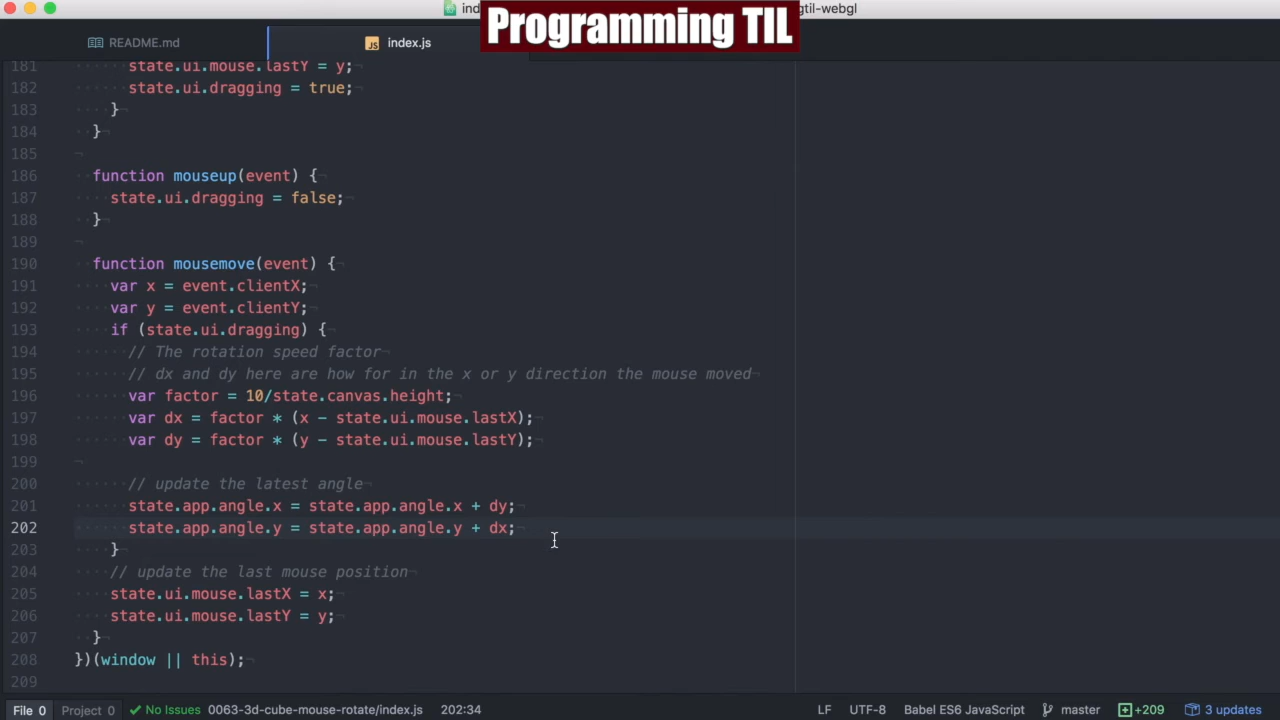 ind
Programming TIL
gtil-webgl
README.md
JS index.js
181 state.ui.mouse.lastY = y;
182 state.ui.dragging = true;
183 }
184 }
185
186 function mouseup(event) {
187 state.ui.dragging = false;
188 }
189
190 function mousemove(event) {
191 var x = event.clientX;
192 var y = event.clientY;
193 if (state.ui.dragging) {
194 // The rotation speed factor
195 // dx and dy here are how for in the x or y direction the mouse moved
196 var factor = 10/state.canvas.height;
197 var dx = factor * (x - state.ui.mouse.lastX);
198 var dy = factor * (y - state.ui.mouse.lastY);
199
200 // update the latest angle
201 state.app.angle.x = state.app.angle.x + dy;
202 state.app.angle.y = state.app.angle.y + dx;
203 }
204 // update the last mouse position
205 state.ui.mouse.lastX = x;
206 state.ui.mouse.lastY = y;
207 }
208 })(window || this);
209
File 0 Project 0 No Issues 0063-3d-cube-mouse-rotate/index.js 202:34 LF UTF-8 Babel ES6 JavaScript master +209 3 updates